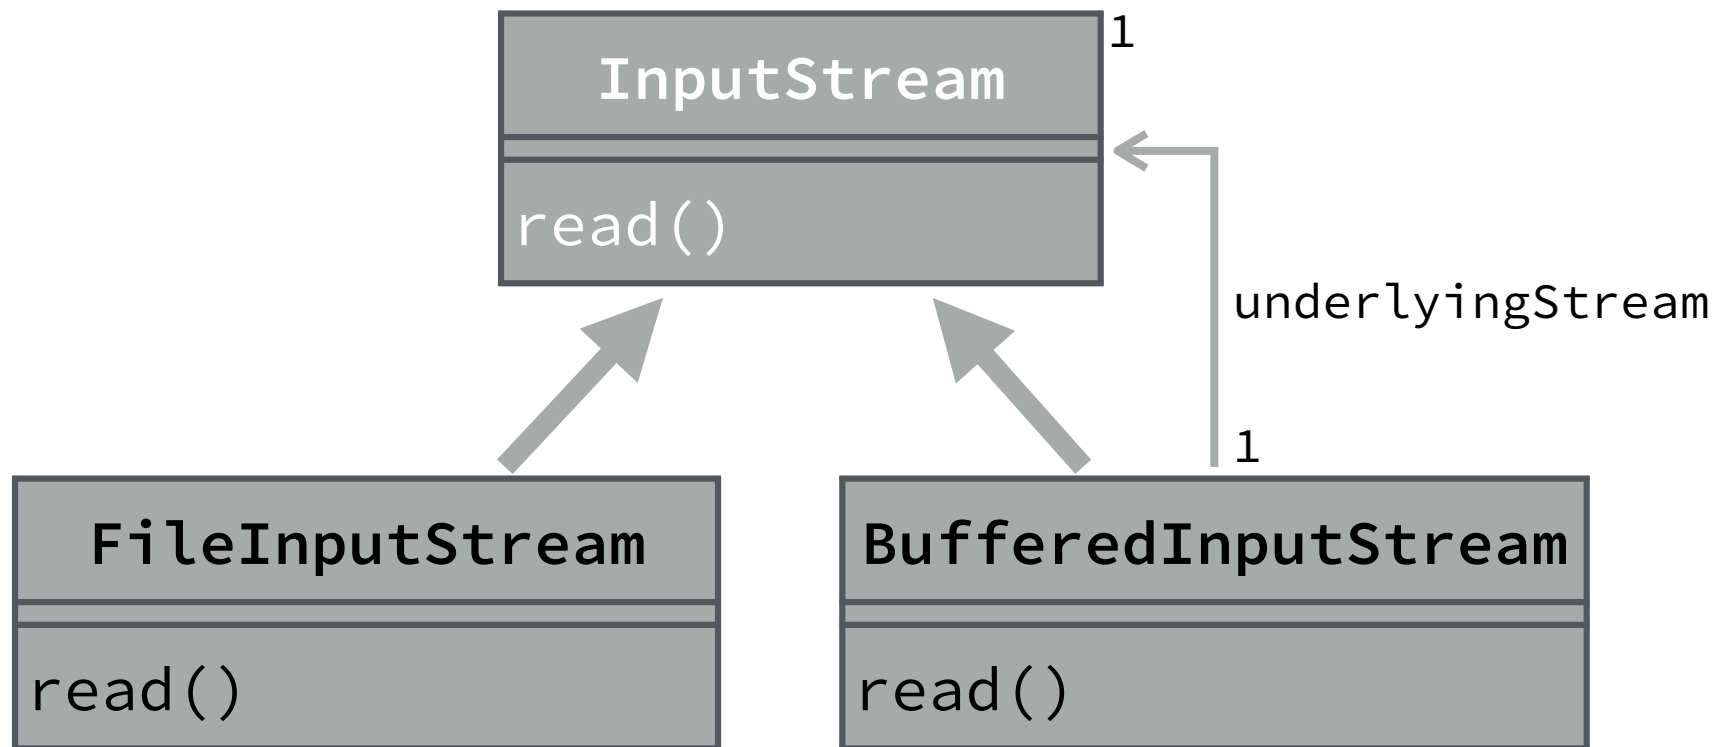 1
InputStream
read()
underlyingStream
1
FileInputStream
read()
BufferedInputStream
read()